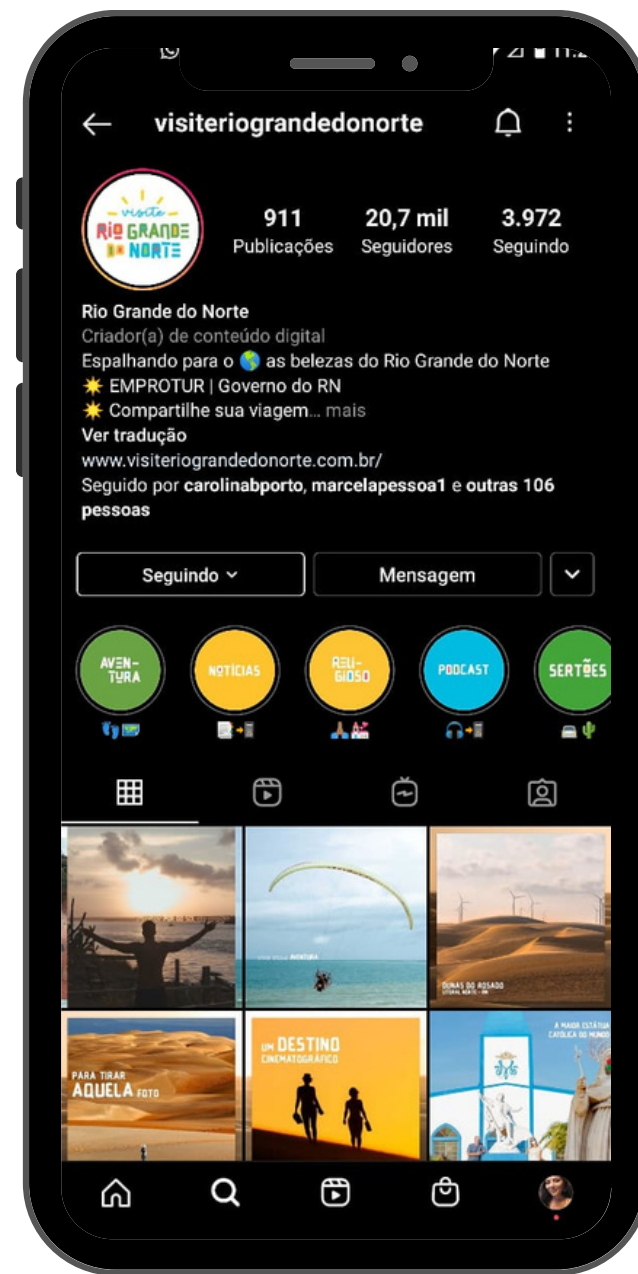 visiteriograndedonorte
visite
RIO GRANDE
DO NORTE
911
Publicações
20,7 mil
Seguidores
3.972
Seguindo
Rio Grande do Norte
Criador(a) de conteúdo digital
Espalhando para o 🌎 as belezas do Rio Grande do Norte
☀️ EMPROTUR | Governo do RN
☀️ Compartilhe sua viagem... mais
Ver tradução
www.visiteriograndedonorte.com.br/
Seguido por carolinabporto, marcelapessoa1 e outras 106
pessoas
Seguindo
Mensagem
AVEN-
TURA
NOTÍCIAS
RELI-
GIOSO
PODCAST
SERTÕES
AVENTURA
DUNAS DO ROSADO
LITORAL NORTE - RN
PARA TIRAR
AQUELA FOTO
UM DESTINO
CINEMATOGRÁFICO
A MAIOR ESTÁTUA
CATÓLICA DO MUNDO